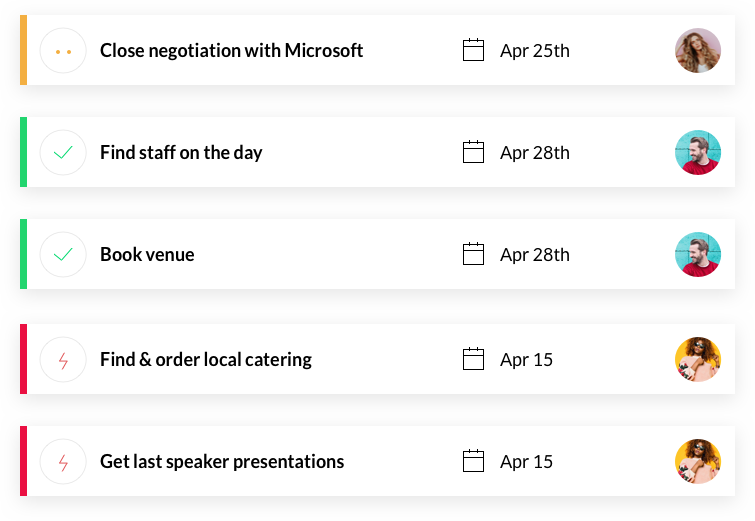 Close negotiation with Microsoft Apr 25th
Find staff on the day Apr 28th
Book venue Apr 28th
Find & order local catering Apr 15
Get last speaker presentations Apr 15